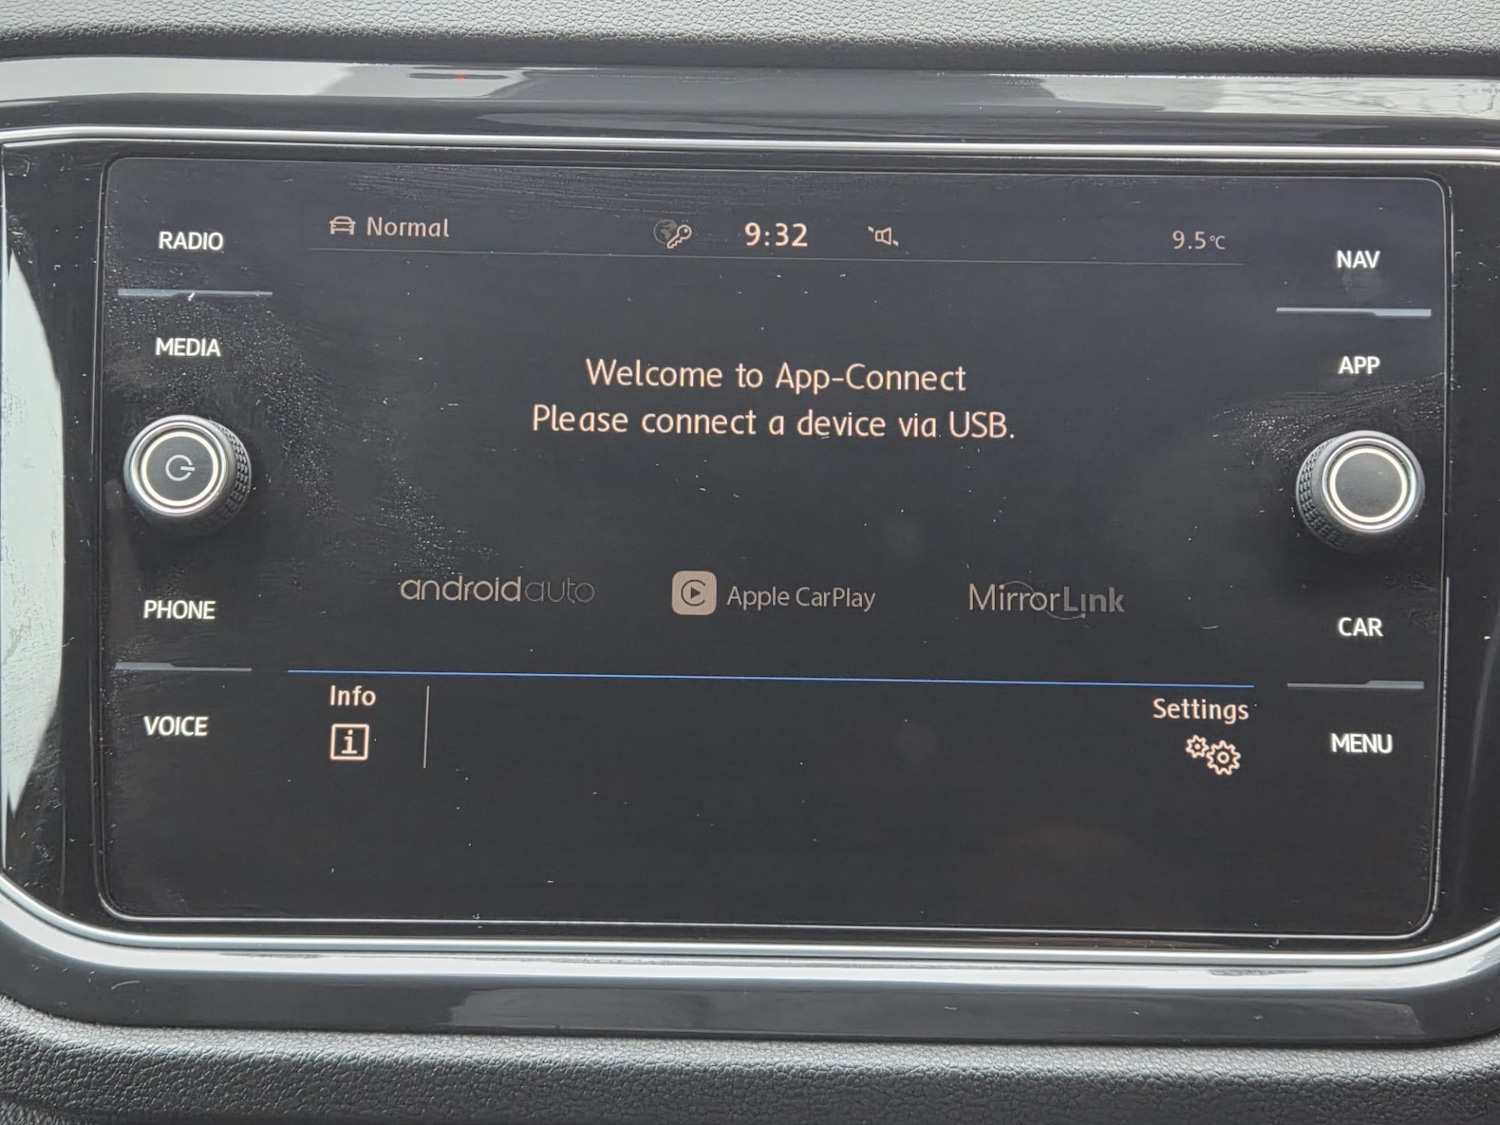 RADIO
MEDIA
PHONE
VOICE
Normal
9:32
9.5°C
Welcome to App-Connect
Please connect a device via USB.
androidauto
Apple CarPlay
MirrorLink
Info
i
Settings
NAV
APP
CAR
MENU